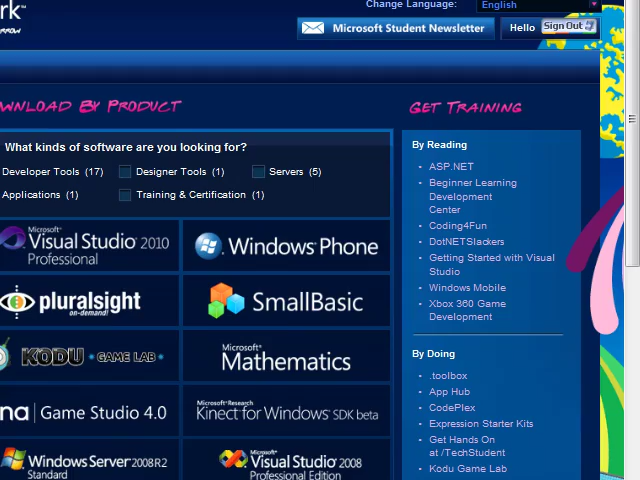 rk™
Change Language:
English
Microsoft Student Newsletter
Hello
Sign Out
WNLOAD BY PRODUCT
GET TRAINING
What kinds of software are you looking for?
Developer Tools (17)
Designer Tools (1)
Servers (5)
Applications (1)
Training & Certification (1)
Microsoft®
Visual Studio® 2010
Professional
Windows Phone
pluralsight
on-demand!
SmallBasic
KODU • GAME LAB •
Microsoft®
Mathematics
na | Game Studio 4.0
Microsoft® Research
Kinect for Windows® SDK beta
Windows Server® 2008 R2
Standard
Microsoft®
Visual Studio® 2008
Professional Edition
By Reading
ASP.NET
Beginner Learning
Development
Center
Coding4Fun
DotNETSlackers
Getting Started with Visual
Studio
Windows Mobile
Xbox 360 Game
Development
By Doing
.toolbox
App Hub
CodePlex
Expression Starter Kits
Get Hands On
at /TechStudent
Kodu Game Lab